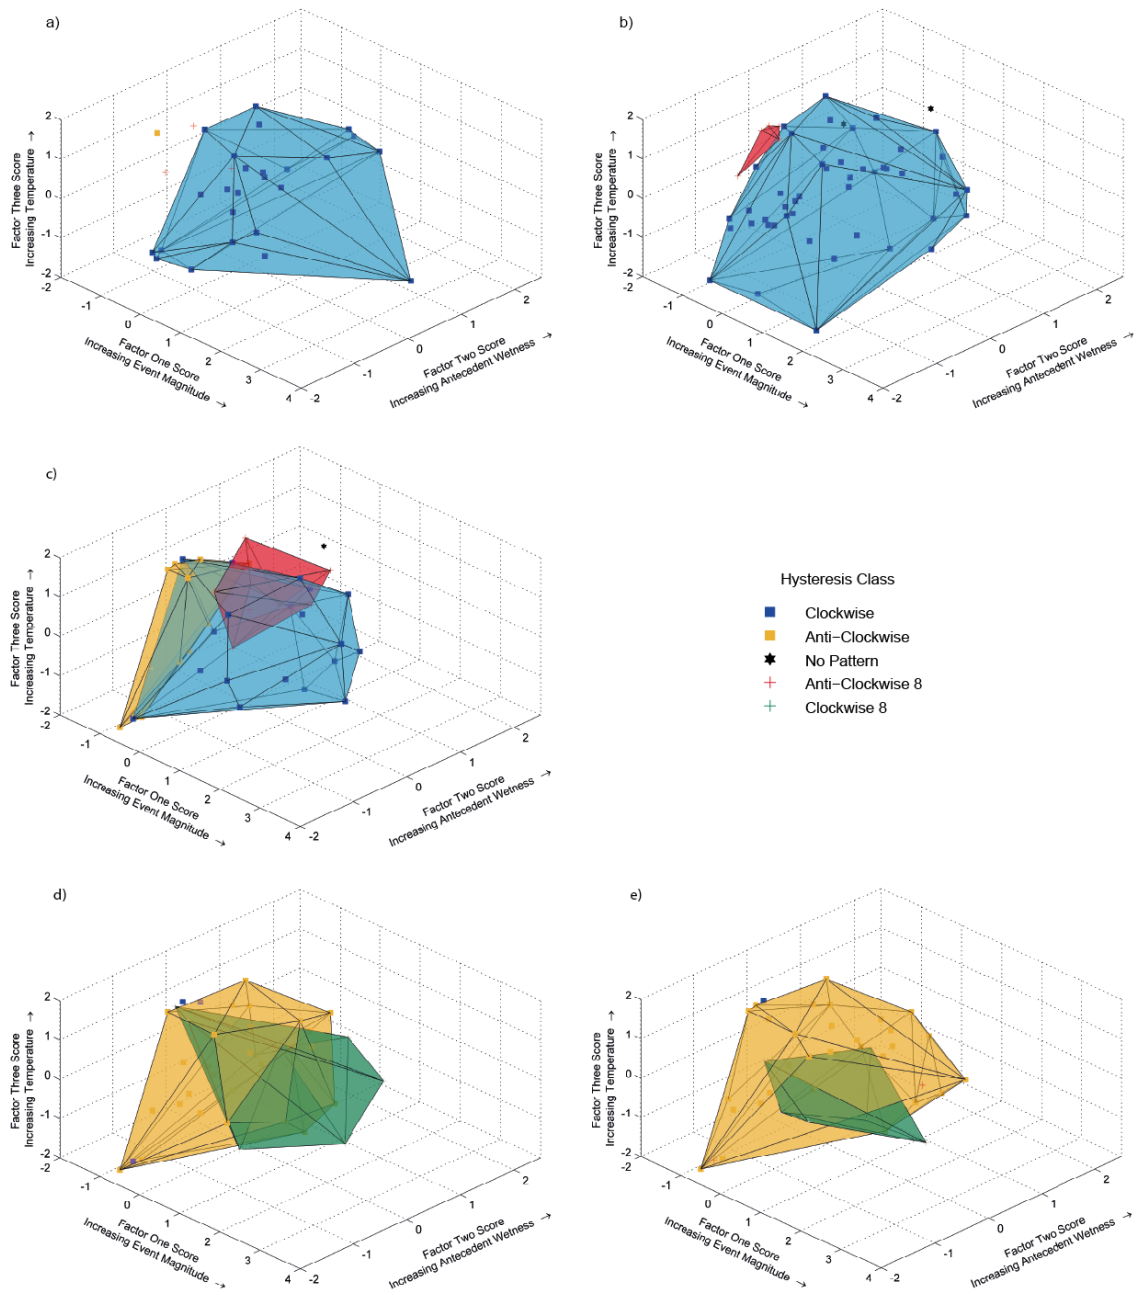 a)
2
1
0
-1
-2
-2
-1
0
1
2
3
4
-2
-1
0
1
2
Factor Three Score
Increasing Temperature →
Factor One Score
Increasing Event Magnitude →
Factor Two Score
Increasing Antecedent Wetness →
b)
2
1
0
-1
-2
-2
-1
0
1
2
3
4
-2
-1
0
1
2
Factor Three Score
Increasing Temperature →
Factor One Score
Increasing Event Magnitude →
Factor Two Score
Increasing Antecedent Wetness →
c)
2
1
0
-1
-2
-2
-1
0
1
2
3
4
-2
-1
0
1
2
Factor Three Score
Increasing Temperature →
Factor One Score
Increasing Event Magnitude →
Factor Two Score
Increasing Antecedent Wetness →
Hysteresis Class
Clockwise
Anti-Clockwise
No Pattern
Anti-Clockwise 8
Clockwise 8
d)
2
1
0
-1
-2
-2
-1
0
1
2
3
4
-2
-1
0
1
2
Factor Three Score
Increasing Temperature →
Factor One Score
Increasing Event Magnitude →
Factor Two Score
Increasing Antecedent Wetness →
e)
2
1
0
-1
-2
-2
-1
0
1
2
3
4
-2
-1
0
1
2
Factor Three Score
Increasing Temperature →
Factor One Score
Increasing Event Magnitude →
Factor Two Score
Increasing Antecedent Wetness →